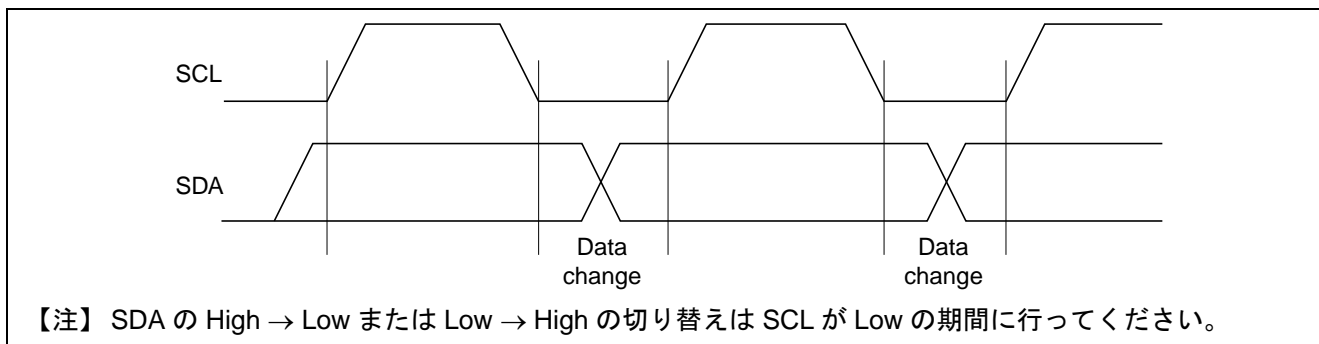 SCL
SDA
Data
change
Data
change
【注】 SDA の High → Low または Low → High の切り替えは SCL が Low の期間に行ってください。